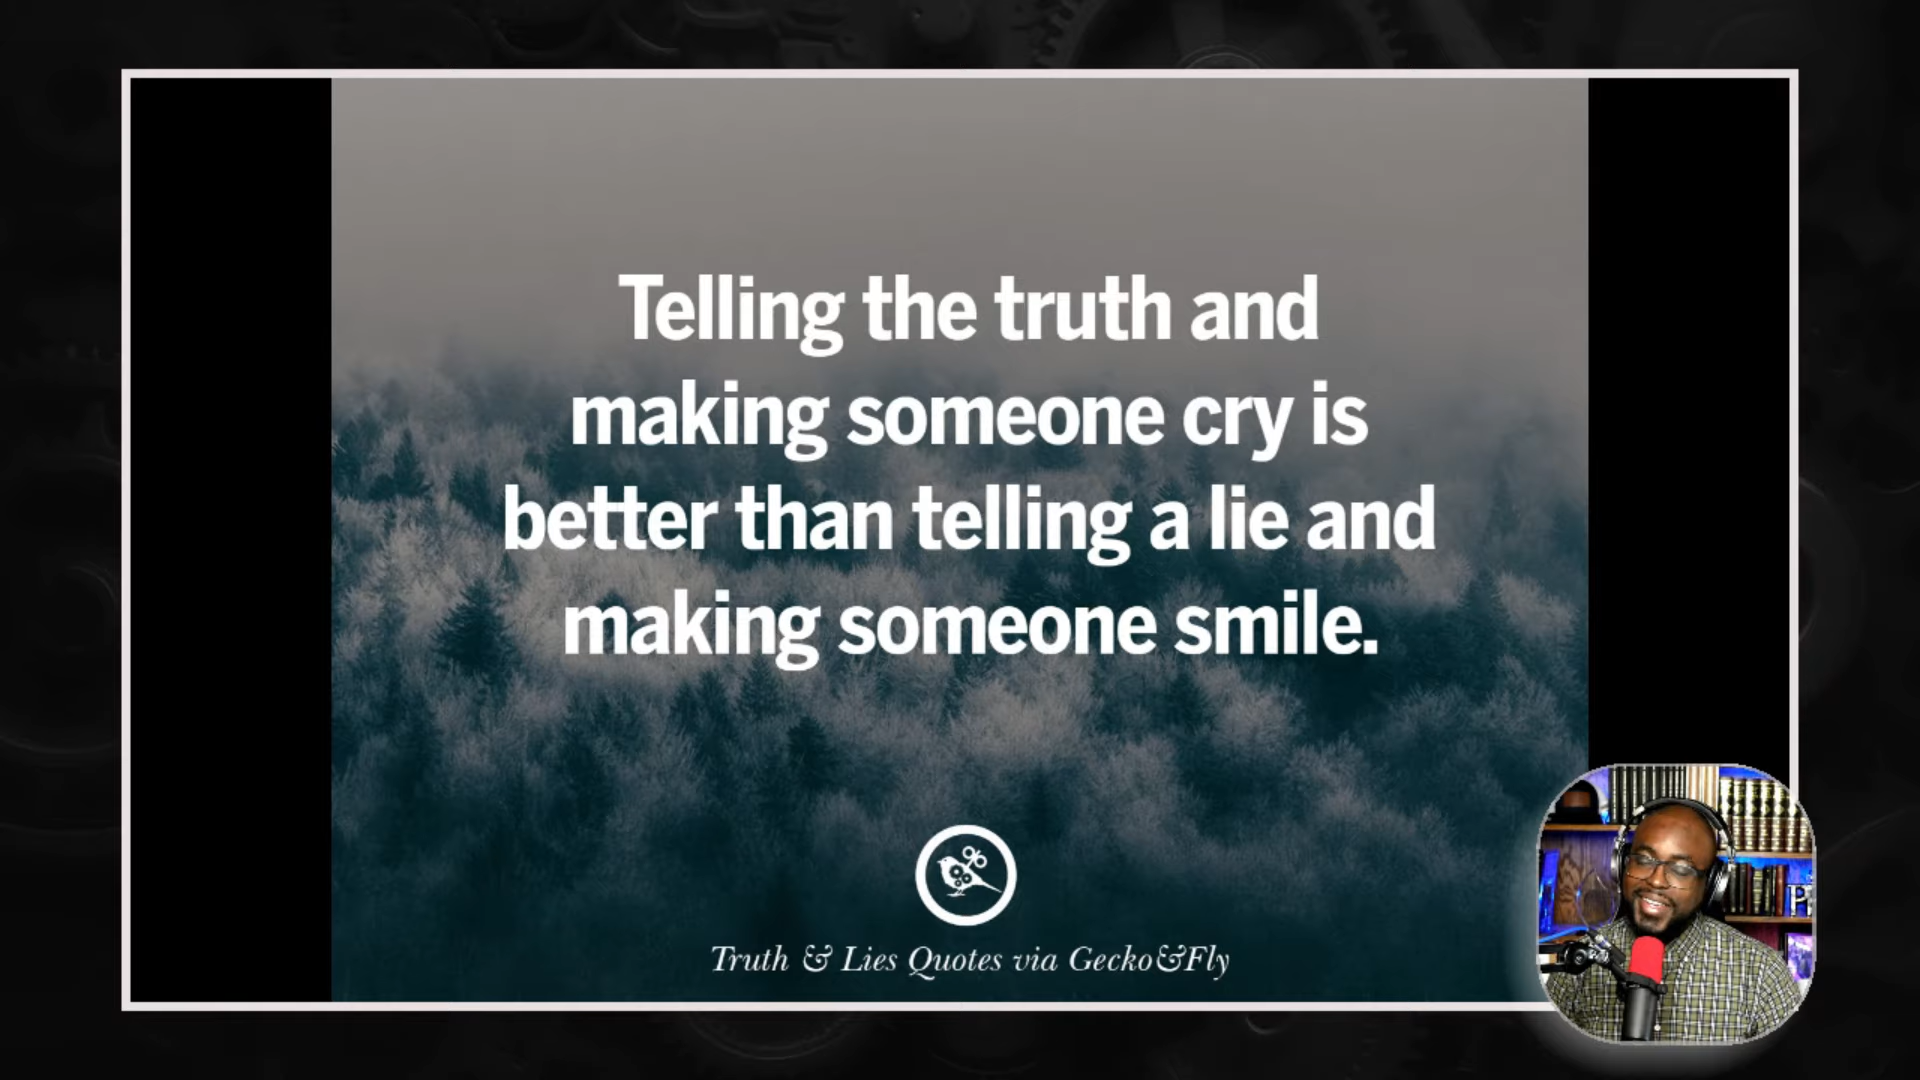 Telling the truth and
making someone cry is
better than telling a lie and
making someone smile.
Truth & Lies Quotes via Gecko&Fly